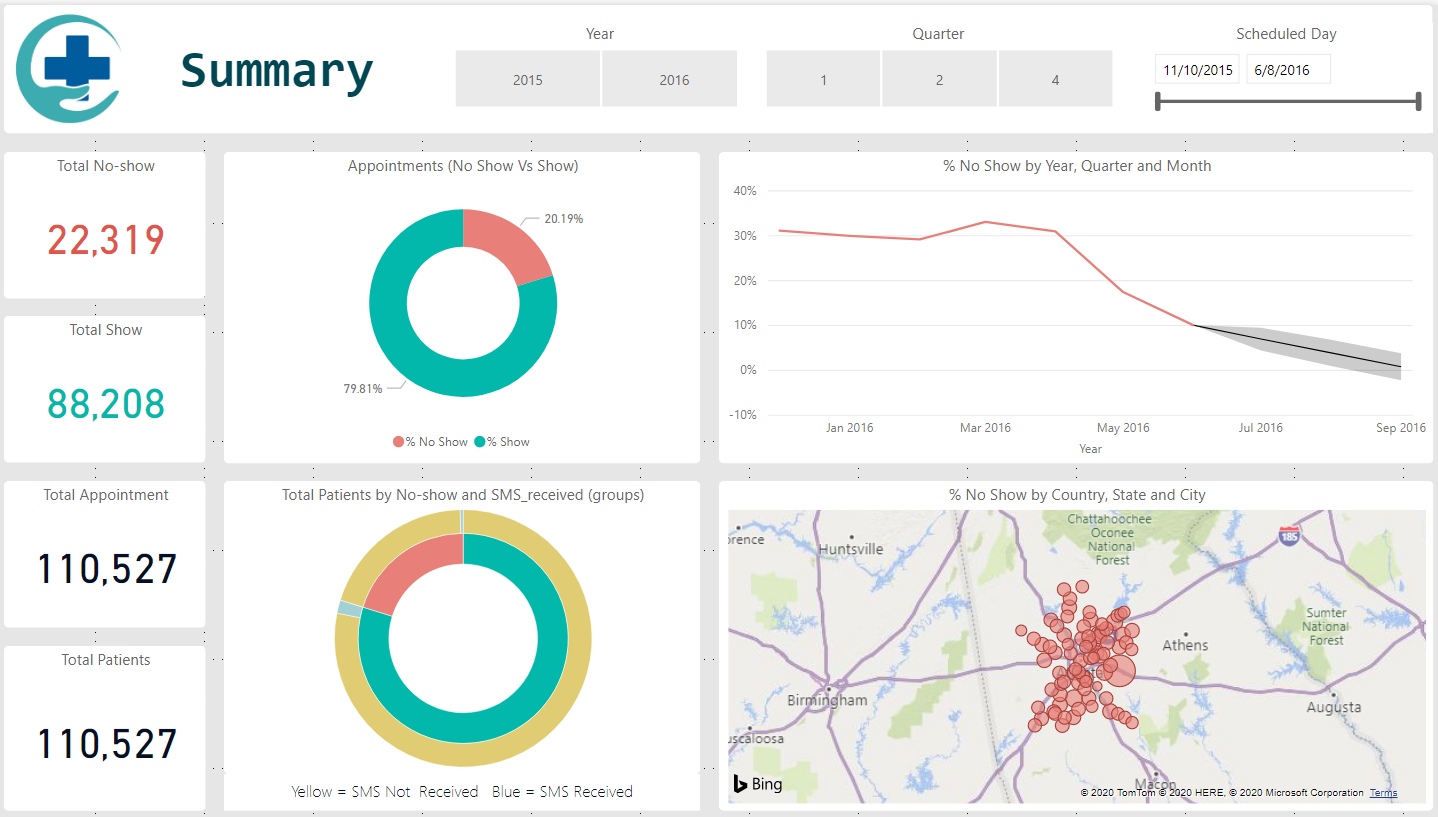 Summary
Year
2015
2016
Quarter
1
2
4
Scheduled Day
11/10/2015
6/8/2016
Total No-show
22,319
Total Show
88,208
Total Appointment
110,527
Total Patients
110,527
Appointments (No Show Vs Show)
20.19%
79.81%
% No Show % Show
% No Show by Year, Quarter and Month
40%
30%
20%
10%
0%
-10%
Jan 2016 Mar 2016 May 2016 Jul 2016 Sep 2016
Year
Total Patients by No-show and SMS_received (groups)
Yellow = SMS Not Received Blue = SMS Received
% No Show by Country, State and City
Chattahoochee
Oconee
National
Forest
185
rence
Huntsville
Sumter
National
Forest
Athens
Birmingham
Augusta
uscaloosa
Macon
Bing
© 2020 TomTom © 2020 HERE, © 2020 Microsoft Corporation Terms